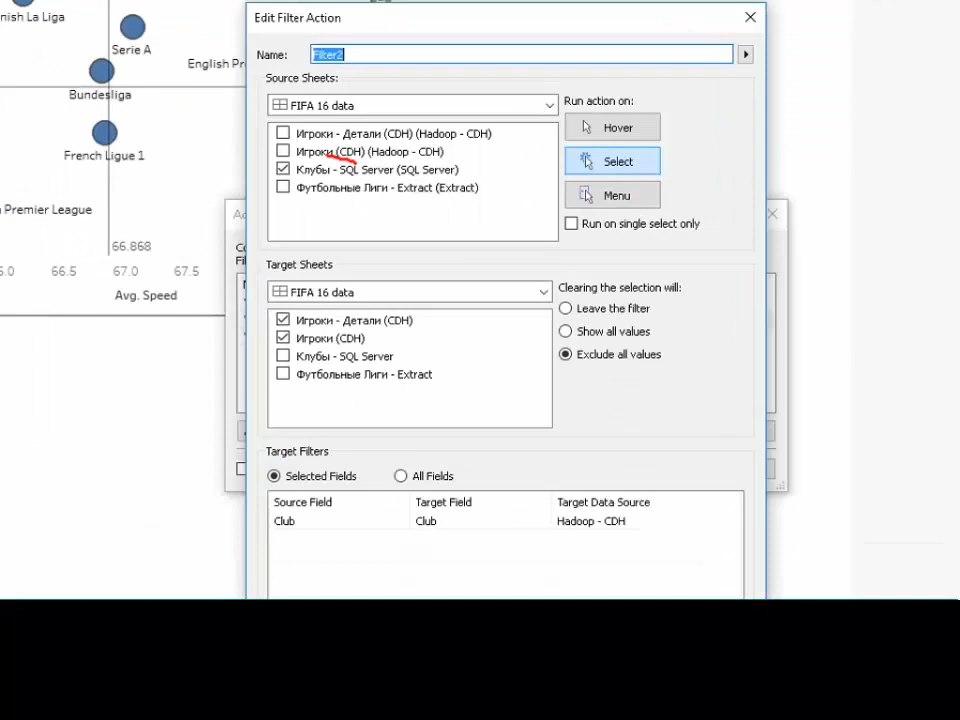 nish La Liga
Serie A
English Pr
Bundesliga
French Ligue 1
Premier League
66.868
66.5 67.0 67.5
Avg. Speed
Edit Filter Action
Name: Filter2
Source Sheets:
FIFA 16 data
Игроки - Детали (CDH) (Hadoop - CDH)
Игроки (CDH) (Hadoop - CDH)
Клубы - SQL Server (SQL Server)
Футбольные Лиги - Extract (Extract)
Run action on:
Hover
Select
Menu
Run on single select only
Target Sheets
FIFA 16 data
Игроки - Детали (CDH)
Игроки (CDH)
Клубы - SQL Server
Футбольные Лиги - Extract
Clearing the selection will:
Leave the filter
Show all values
Exclude all values
Target Filters
Selected Fields All Fields
Source Field Target Field Target Data Source
Club Club Hadoop - CDH